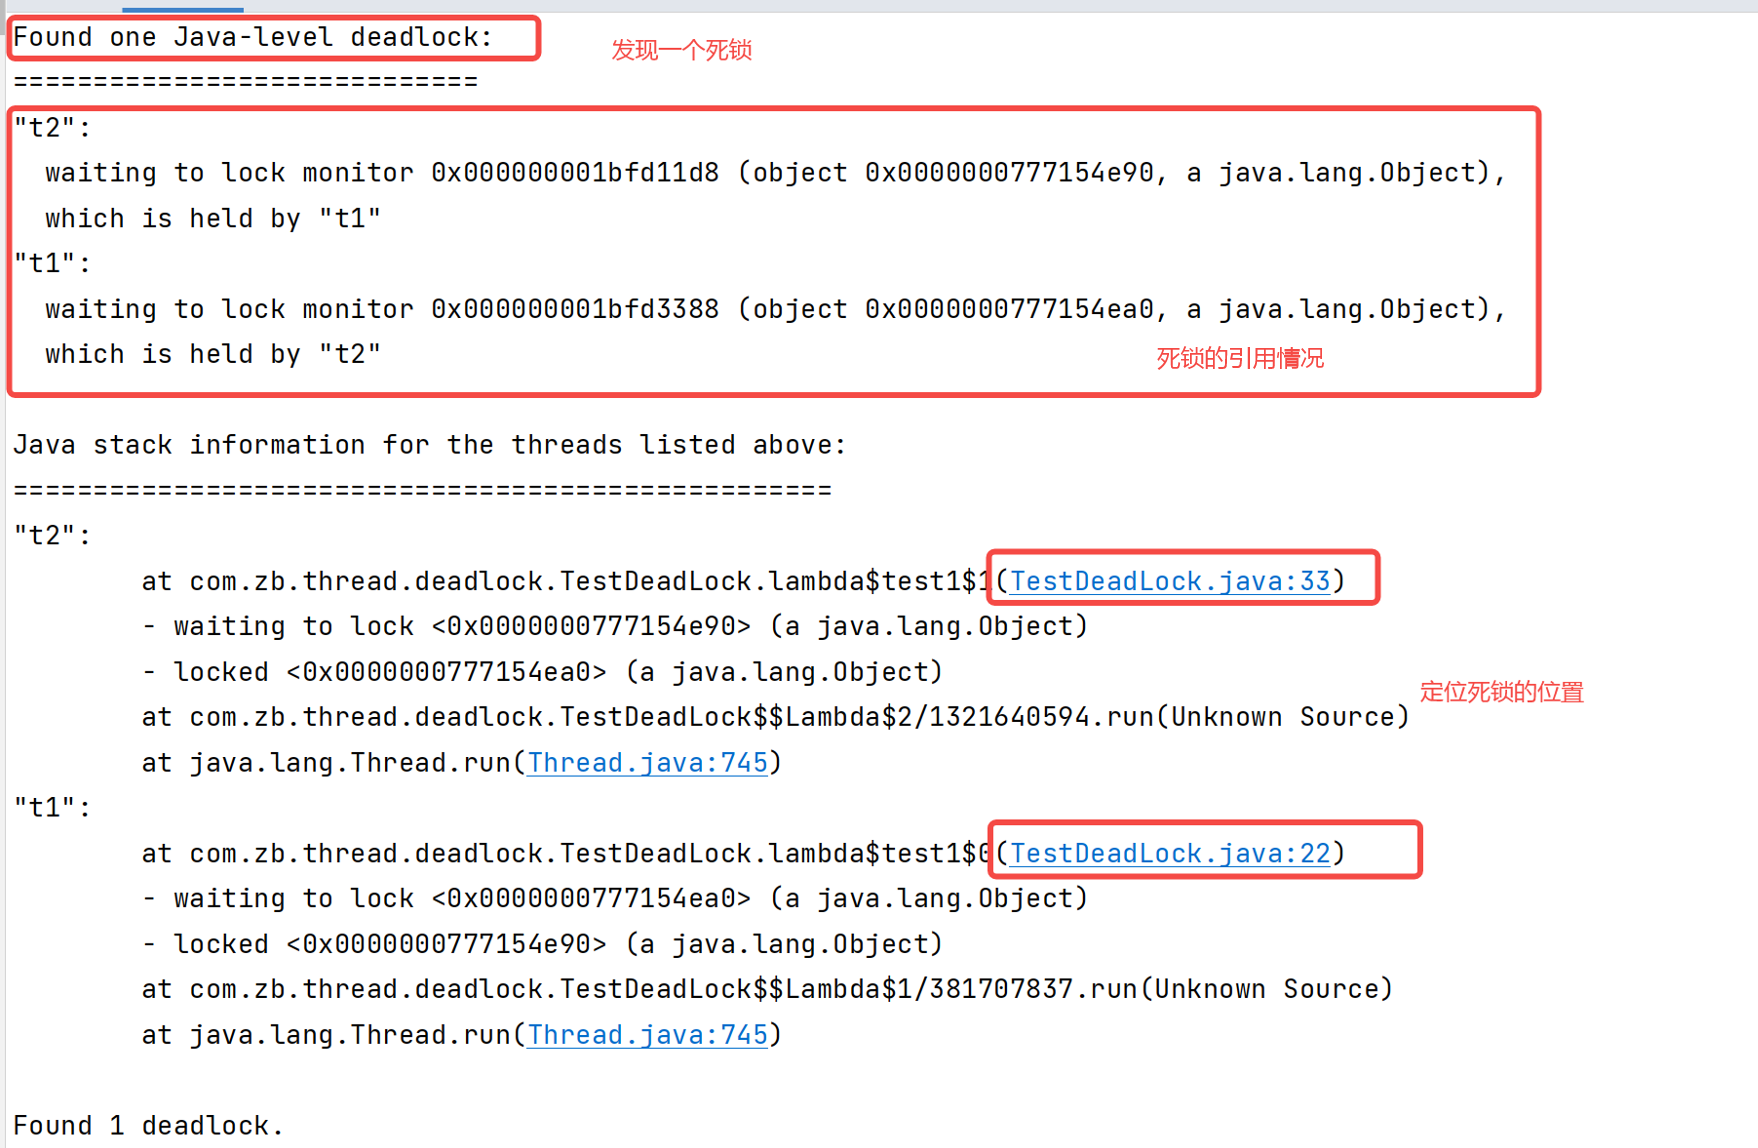 Found one Java-level deadlock:
发现一个死锁
=============================
"t2":
  waiting to lock monitor 0x000000001bfd11d8 (object 0x0000000777154e90, a java.lang.Object),
  which is held by "t1"
"t1":
  waiting to lock monitor 0x000000001bfd3388 (object 0x0000000777154ea0, a java.lang.Object),
  which is held by "t2"
死锁的引用情况
Java stack information for the threads listed above:
===================================================
"t2":
        at com.zb.thread.deadlock.TestDeadLock.lambda$test1$1(TestDeadLock.java:33)
        - waiting to lock <0x0000000777154e90> (a java.lang.Object)
        - locked <0x0000000777154ea0> (a java.lang.Object)
定位死锁的位置
        at com.zb.thread.deadlock.TestDeadLock$$Lambda$2/1321640594.run(Unknown Source)
        at java.lang.Thread.run(Thread.java:745)
"t1":
        at com.zb.thread.deadlock.TestDeadLock.lambda$test1$0(TestDeadLock.java:22)
        - waiting to lock <0x0000000777154ea0> (a java.lang.Object)
        - locked <0x0000000777154e90> (a java.lang.Object)
        at com.zb.thread.deadlock.TestDeadLock$$Lambda$1/381707837.run(Unknown Source)
        at java.lang.Thread.run(Thread.java:745)
Found 1 deadlock.